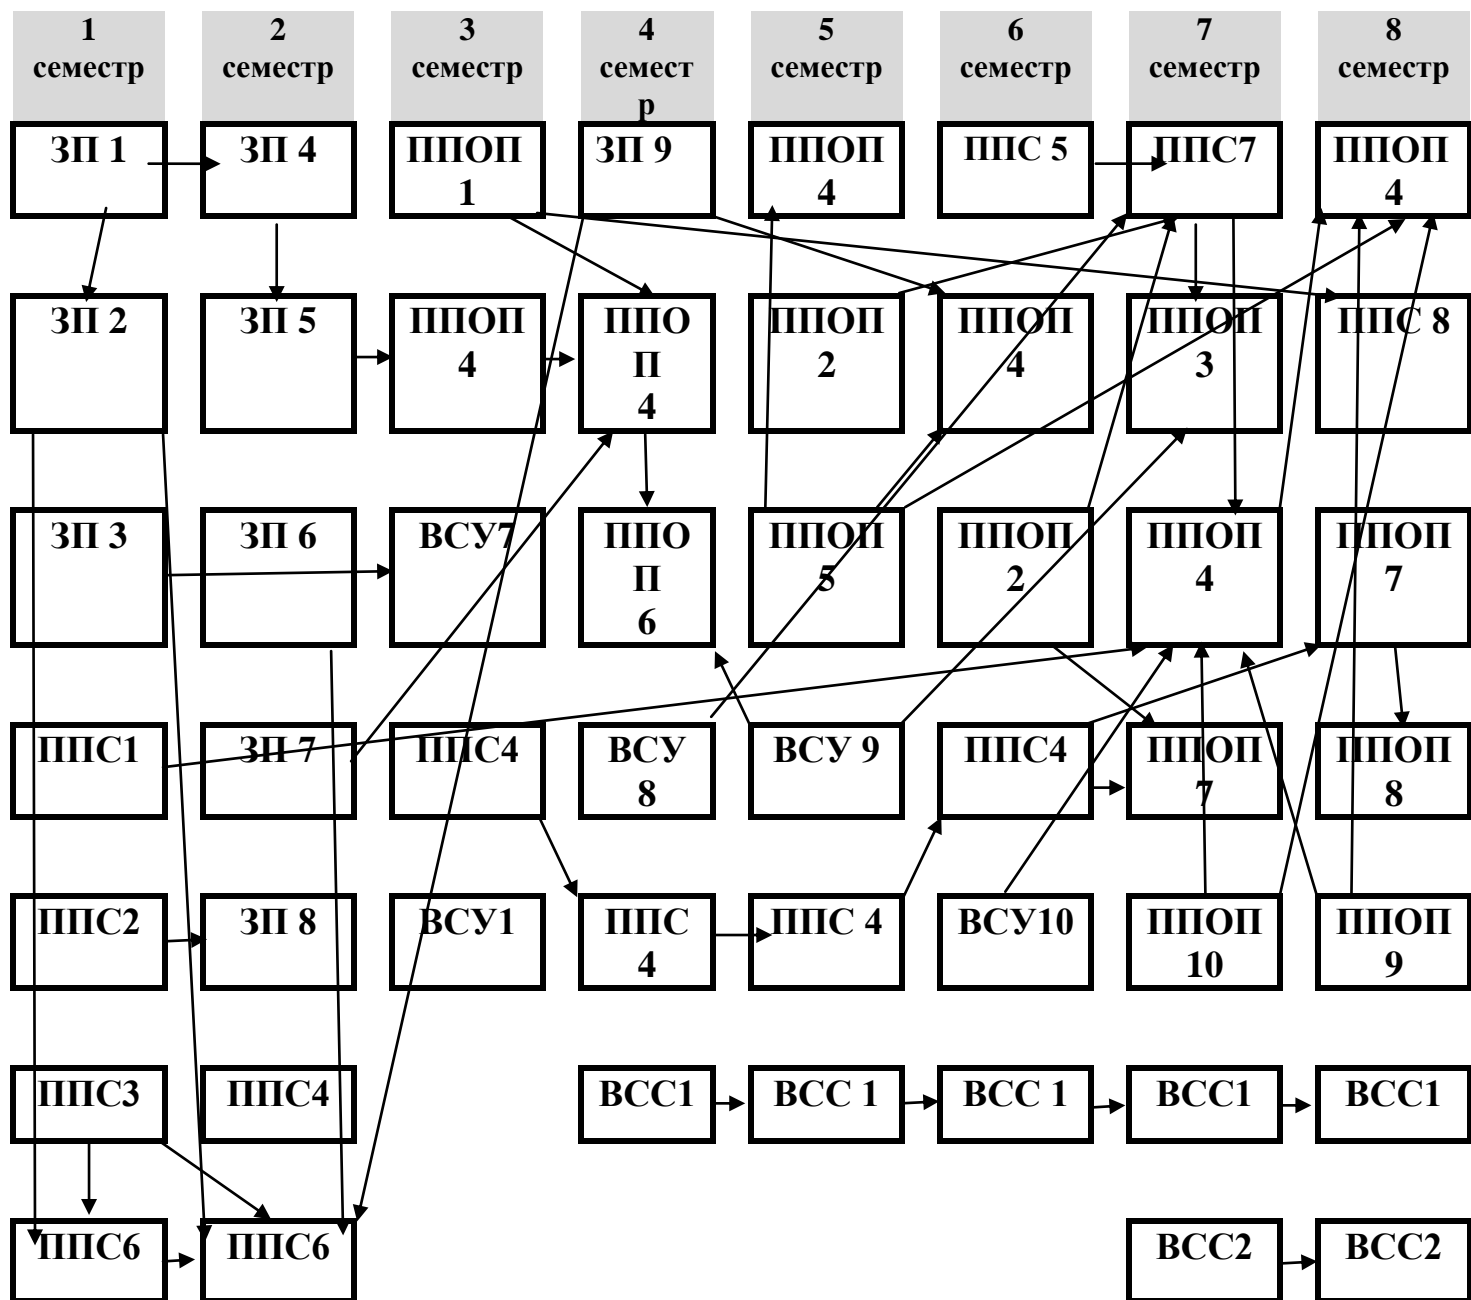 1 семестр
2 семестр
3 семестр
4 семест р
5 семестр
6 семестр
7 семестр
8 семестр
ЗП 1
ЗП 4
ППОП 1
ЗП 9
ППОП 4
ППС 5
ППС7
ППОП 4
ЗП 2
ЗП 5
ППОП 4
ППО П 4
ППОП 2
ППОП 4
ППОП 3
ППС 8
ЗП 3
ЗП 6
ВСУ7
ППО П 6
ППОП 5
ППОП 2
ППОП 4
ППОП 7
ППС1
ЗП 7
ППС4
ВСУ 8
ВСУ 9
ППС4
ППОП 7
ППОП 8
ППС2
ЗП 8
ВСУ1
ППС 4
ППС 4
ВСУ10
ППОП 10
ППОП 9
ППС3
ППС4
ВСС1
ВСС 1
ВСС 1
ВСС1
ВСС1
ППС6
ППС6
ВСС2
ВСС2